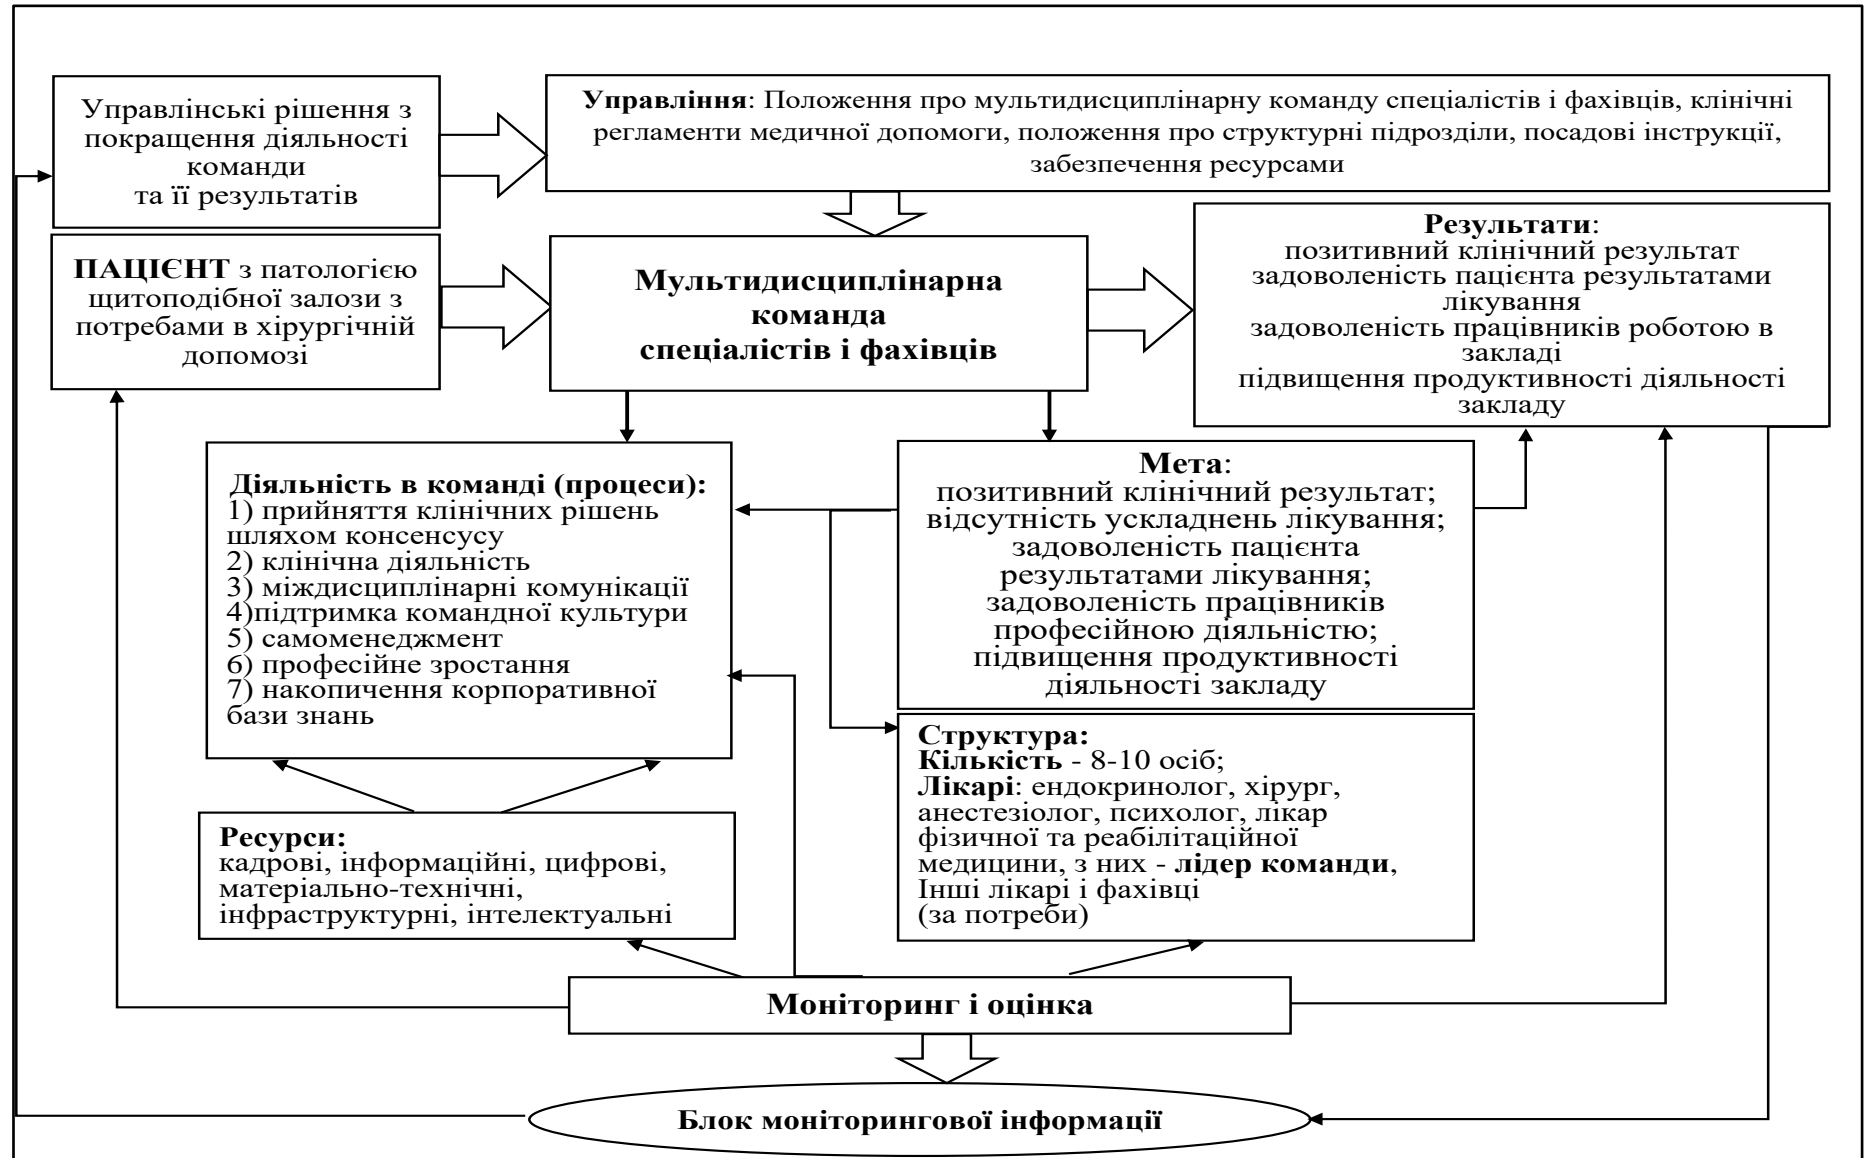 Управлінські рішення з
покращення діяльності
команди
та її результатів
Управління: Положення про мультидисциплінарну команду спеціалістів і фахівців, клінічні
регламенти медичної допомоги, положення про структурні підрозділи, посадові інструкції,
забезпечення ресурсами
ПАЦІЄНТ з патологією
щитоподібної залози з
потребами в хірургічній
допомозі
Мультидисциплінарна
команда
спеціалістів і фахівців
Результати:
позитивний клінічний результат
задоволеність пацієнта результатами
лікування
задоволеність працівників роботою в
закладі
підвищення продуктивності діяльності
закладу
Діяльність в команді (процеси):
1) прийняття клінічних рішень
шляхом консенсусу
2) клінічна діяльність
3) міждисциплінарні комунікації
4)підтримка командної культури
5) самоменеджмент
6) професійне зростання
7) накопичення корпоративної
бази знань
Мета:
позитивний клінічний результат;
відсутність ускладнень лікування;
задоволеність пацієнта
результатами лікування;
задоволеність працівників
професійною діяльністю;
підвищення продуктивності
діяльності закладу
Структура:
Кількість - 8-10 осіб;
Лікарі: ендокринолог, хірург,
анестезіолог, психолог, лікар
фізичної та реабілітаційної
медицини, з них - лідер команди,
Інші лікарі і фахівці
(за потреби)
Ресурси:
кадрові, інформаційні, цифрові,
матеріально-технічні,
інфраструктурні, інтелектуальні
Моніторинг і оцінка
Блок моніторингової інформації